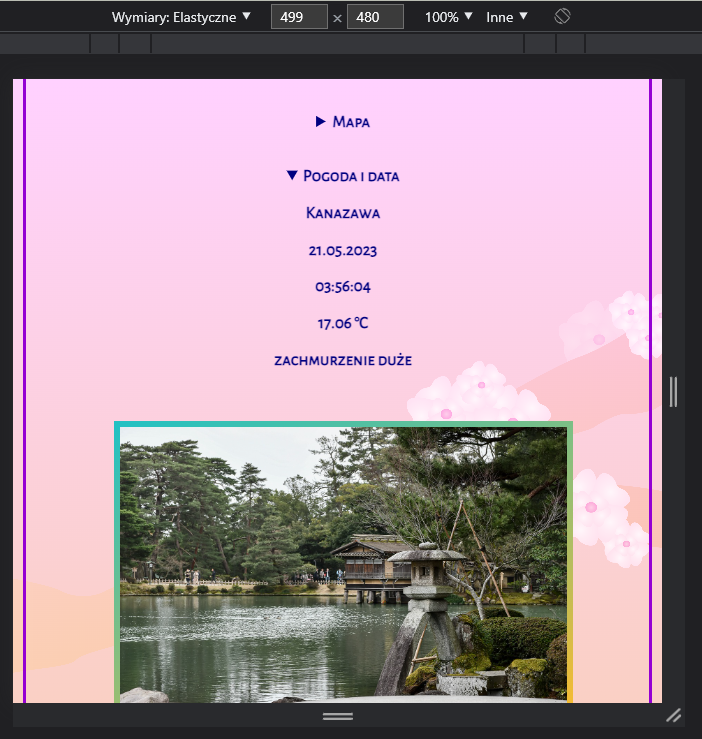 Wymiary: Elastyczne ▼ 499 × 480 100% ▼ Inne ▼
▶ Mapa
▼ Pogoda i data
Kanazawa
21.05.2023
03:56:04
17.06 °C
zachmurzenie duże